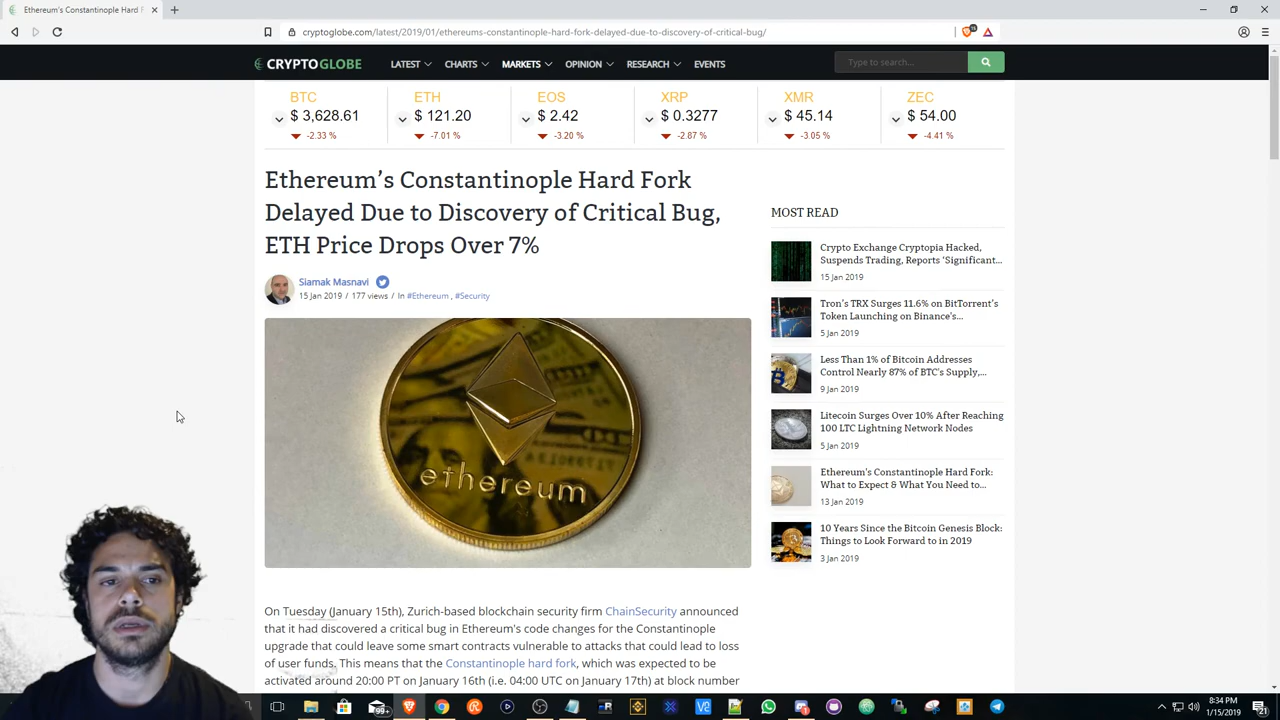 Ethereum's Constantinople Hard F
cryptoglobe.com/latest/2019/01/ethereums-constantinople-hard-fork-delayed-due-to-discovery-of-critical-bug/
CRYPTOGLOBE
LATEST
CHARTS
MARKETS
OPINION
RESEARCH
EVENTS
Type to search...
BTC
$ 3,628.61
-2.33 %
ETH
$ 121.20
-7.01 %
EOS
$ 2.42
-3.20 %
XRP
$ 0.3277
-2.87 %
XMR
$ 45.14
-3.05 %
ZEC
$ 54.00
-4.41 %
Ethereum’s Constantinople Hard Fork
Delayed Due to Discovery of Critical Bug,
ETH Price Drops Over 7%
Siamak Masnavi
15 Jan 2019 / 177 views / In #Ethereum , #Security
ethereum
On Tuesday (January 15th), Zurich-based blockchain security firm ChainSecurity announced
that it had discovered a critical bug in Ethereum's code changes for the Constantinople
upgrade that could leave some smart contracts vulnerable to attacks that could lead to loss
of user funds. This means that the Constantinople hard fork, which was expected to be
activated around 20:00 PT on January 16th (i.e. 04:00 UTC on January 17th) at block number
MOST READ
Crypto Exchange Cryptopia Hacked,
Suspends Trading, Reports ‘Significant...
15 Jan 2019
Tron’s TRX Surges 11.6% on BitTorrent’s
Token Launching on Binance’s...
5 Jan 2019
Less Than 1% of Bitcoin Addresses
Control Nearly 87% of BTC’s Supply,...
9 Jan 2019
Litecoin Surges Over 10% After Reaching
100 LTC Lightning Network Nodes
5 Jan 2019
Ethereum's Constantinople Hard Fork:
What to Expect & What You Need to...
13 Jan 2019
10 Years Since the Bitcoin Genesis Block:
Things to Look Forward to in 2019
3 Jan 2019
99+
8:34 PM
1/15/2019